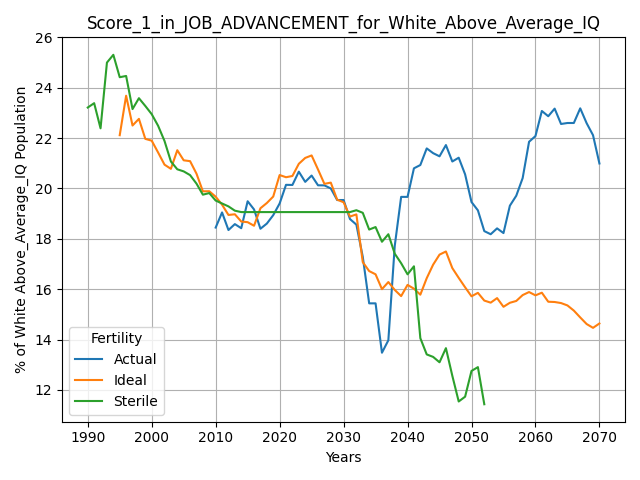 Score_1_in_JOB_ADVANCEMENT_for_White_Above_Average_IQ
% of White Above_Average_IQ Population
26
24
22
20
18
16
14
12
Fertility
Actual
Ideal
Sterile
1990 2000 2010 2020 2030 2040 2050 2060 2070
Years